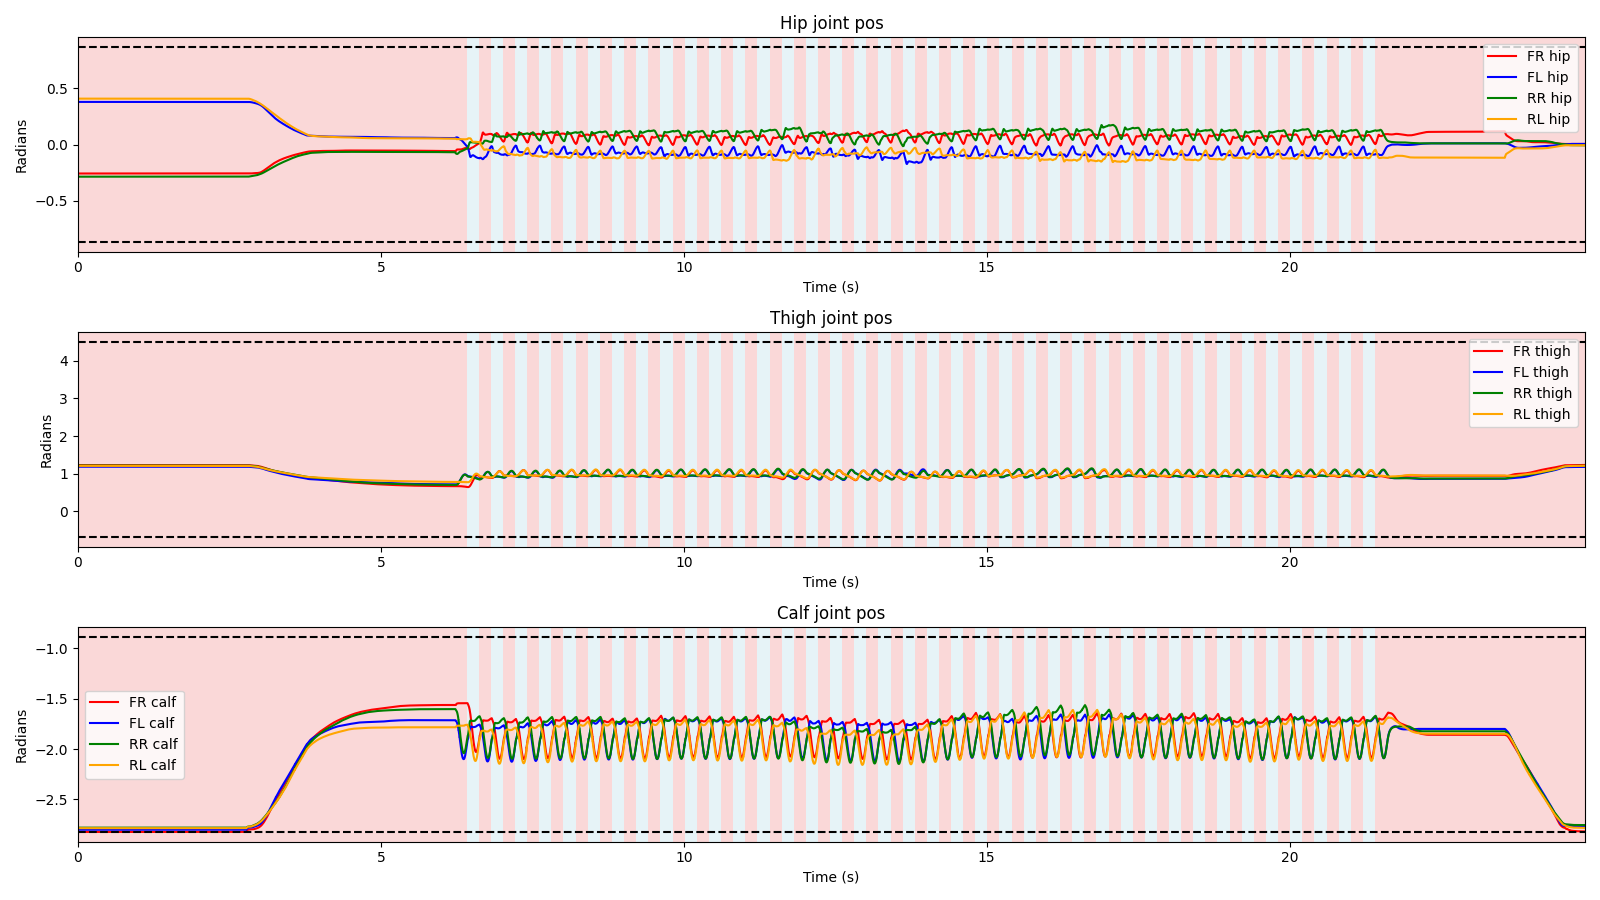 Hip joint pos
Radians
0.5
0.0
−0.5
FR hip
FL hip
RR hip
RL hip
0
5
10
15
20
Time (s)
Thigh joint pos
Radians
4
3
2
1
0
FR thigh
FL thigh
RR thigh
RL thigh
0
5
10
15
20
Time (s)
Calf joint pos
Radians
−1.0
−1.5
−2.0
−2.5
FR calf
FL calf
RR calf
RL calf
0
5
10
15
20
Time (s)